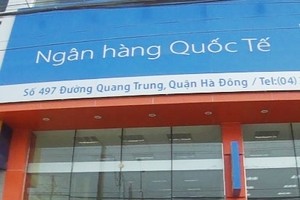 Ngân hàng Quốc Tế
Số 497 Đường Quang Trung, Quận Hà Đông / Tel:(04)